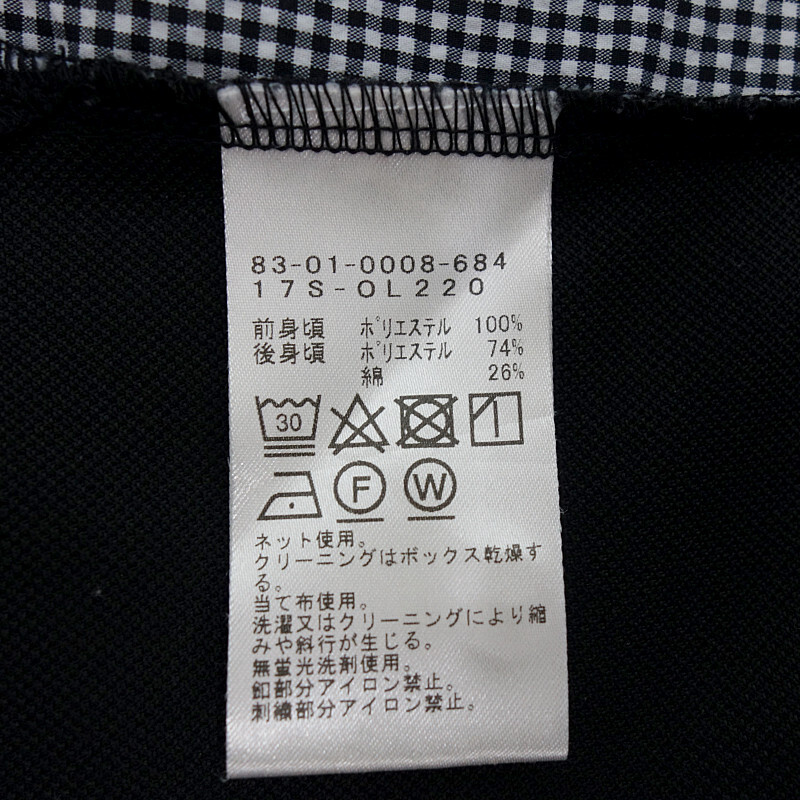 83-01-0008-684
17S-OL220
前身頃 ポリエステル 100%
後身頃 ポリエステル 74%
綿 26%
30
F W
ネット使用。
クリーニングはボックス乾燥す
る。
当て布使用。
洗濯又はクリーニングにより縮
みや斜行が生じる。
無蛍光洗剤使用。
釦部分アイロン禁止。
刺繍部分アイロン禁止。